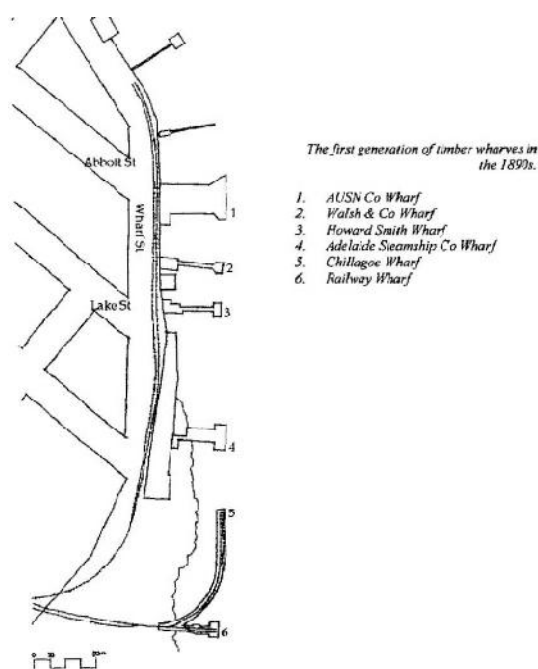 The first generation of timber wharves in
the 1890s.
1. AUSN Co Wharf
2. Walsh & Co Wharf
3. Howard Smith Wharf
4. Adelaide Steamship Co Wharf
5. Chillagoe Wharf
6. Railway Wharf
Abbott St
Wharf St
1
2
Lake St
3
4
5
6
0